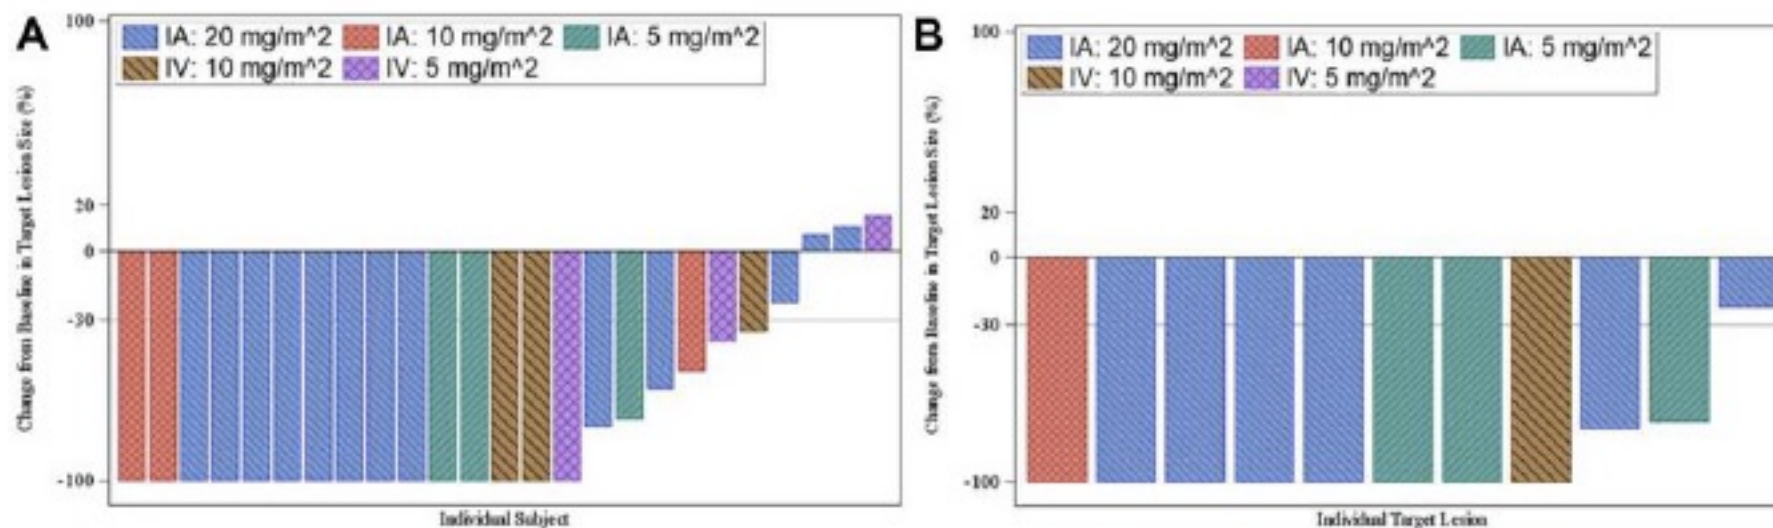 A
Change from Baseline in Target Lesion Size (%)
100
20
0
-30
-100
IA: 20 mg/m^2 IA: 10 mg/m^2 IA: 5 mg/m^2
IV: 10 mg/m^2 IV: 5 mg/m^2
Individual Subject
B
Change from Baseline in Target Lesion Size (%)
100
20
0
-30
-100
IA: 20 mg/m^2 IA: 10 mg/m^2 IA: 5 mg/m^2
IV: 10 mg/m^2 IV: 5 mg/m^2
Individual Target Lesion